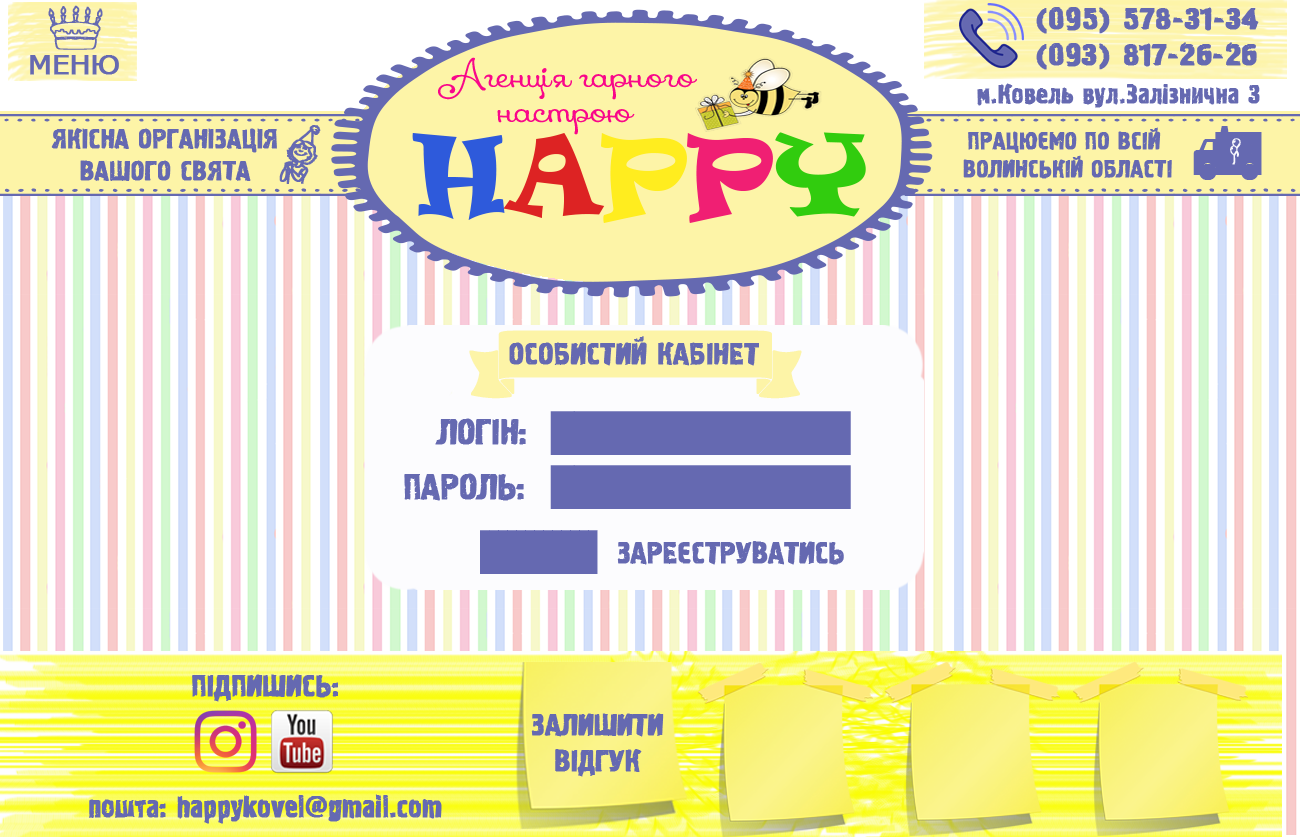 МЕНЮ
(095) 578-31-34
(093) 817-26-26
м.Ковель вул.Залізнична 3
ЯКІСНА ОРГАНІЗАЦІЯ
ВАШОГО СВЯТА
Агенція гарного
настрою
HAPPY
ПРАЦЮЄМО ПО ВСІЙ
ВОЛИНСЬКІЙ ОБЛАСТІ
ОСОБИСТИЙ КАБІНЕТ
ЛОГІН:
ПАРОЛЬ:
ЗАРЕЄСТРУВАТИСЬ
ПІДПИШИСЬ:
You
Tube
ЗАЛИШИТИ
ВІДГУК
пошта: happykovel@gmail.com